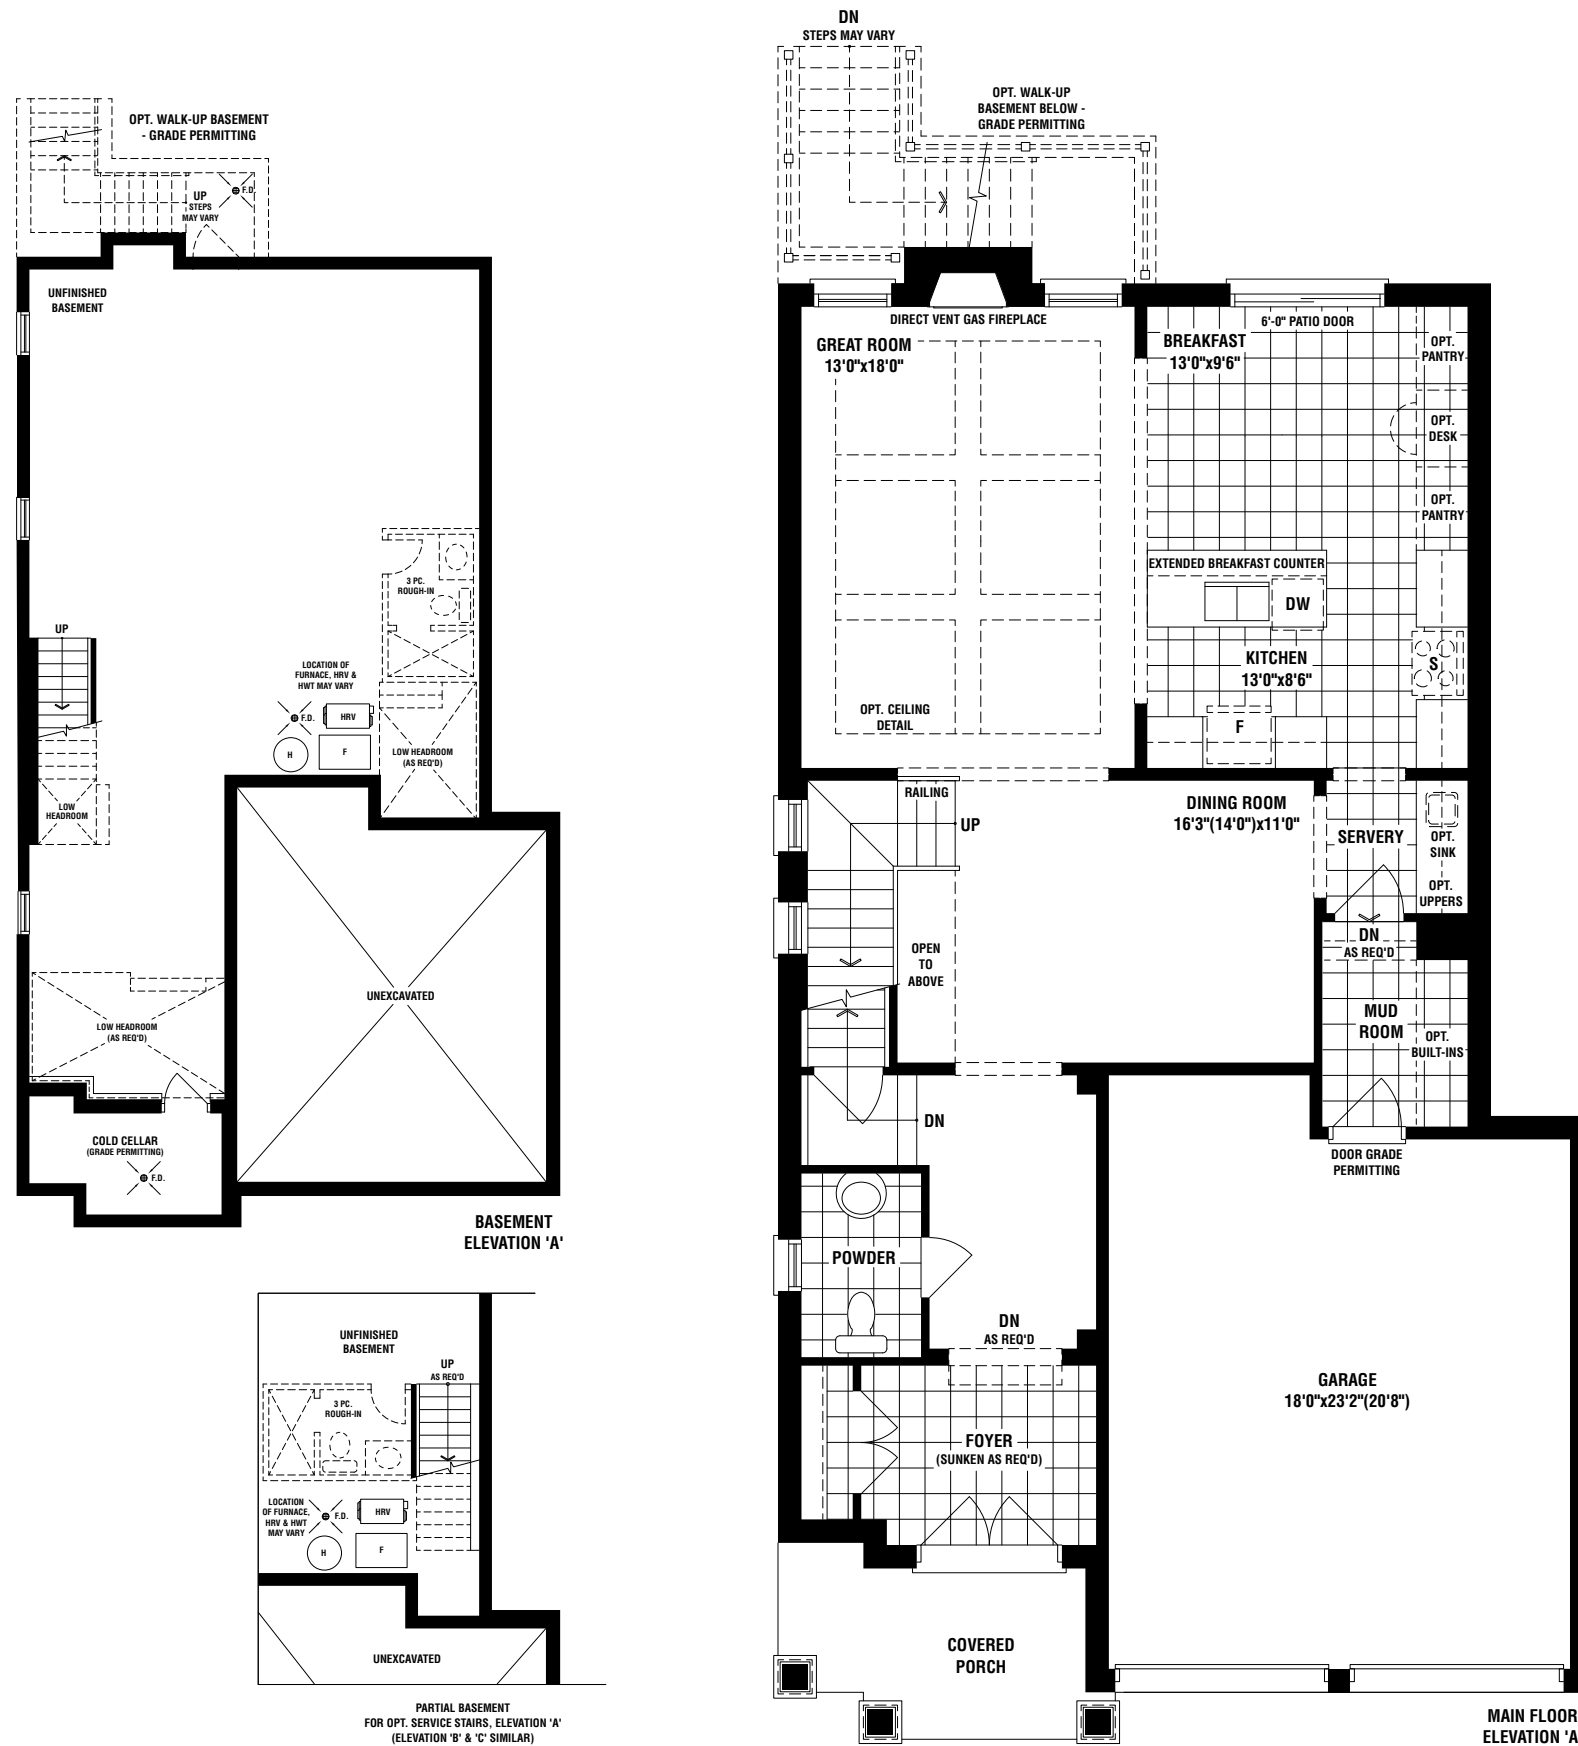 OPT. WALK-UP BASEMENT
- GRADE PERMITTING
UP
STEPS
MAY VARY
F.D.
UNFINISHED
BASEMENT
3 PC.
ROUGH-IN
UP
LOCATION OF
FURNACE, HRV &
HWT MAY VARY
F.D.
HRV
H
F
LOW HEADROOM
(AS REQ'D)
LOW
HEADROOM
UNEXCAVATED
LOW HEADROOM
(AS REQ'D)
COLD CELLAR
(GRADE PERMITTING)
F.D.
BASEMENT
ELEVATION 'A'
UNFINISHED
BASEMENT
UP
AS REQ'D
3 PC.
ROUGH-IN
LOCATION
OF FURNACE,
HRV & HWT
MAY VARY
F.D.
HRV
H
F
UNEXCAVATED
PARTIAL BASEMENT
FOR OPT. SERVICE STAIRS, ELEVATION 'A'
(ELEVATION 'B' & 'C' SIMILAR)
DN
STEPS MAY VARY
OPT. WALK-UP
BASEMENT BELOW -
GRADE PERMITTING
DIRECT VENT GAS FIREPLACE
GREAT ROOM
13'0"x18'0"
6'-0" PATIO DOOR
BREAKFAST
13'0"x9'6"
OPT.
PANTRY
OPT.
DESK
OPT.
PANTRY
EXTENDED BREAKFAST COUNTER
DW
KITCHEN
13'0"x8'6"
S
F
OPT. CEILING
DETAIL
RAILING
UP
DINING ROOM
16'3"(14'0")x11'0"
SERVERY
OPT.
SINK
OPT.
UPPERS
OPEN
TO
ABOVE
DN
AS REQ'D
MUD
ROOM
OPT.
BUILT-INS
DN
DOOR GRADE
PERMITTING
POWDER
DN
AS REQ'D
GARAGE
18'0"x23'2"(20'8")
FOYER
(SUNKEN AS REQ'D)
COVERED
PORCH
MAIN FLOOR
ELEVATION 'A